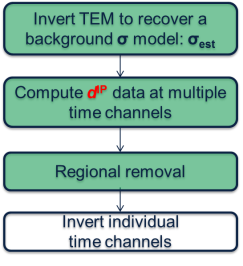 Invert TEM to recover a
background σ model: σest
Compute dIP data at multiple
time channels
Regional removal
Invert individual
time channels